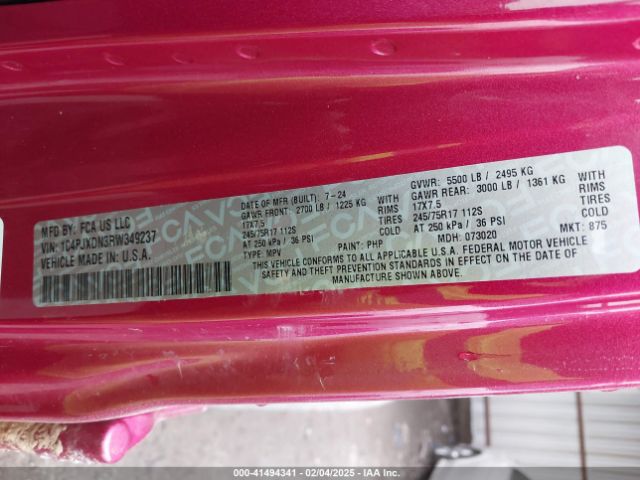 MFD BY: FCA US LLC
DATE OF MFR (BUILT): 7-24
GVWR: 5500 LB / 2495 KG
GAWR FRONT: 2700 LB / 1225 KG WITH
GAWR REAR: 3000 LB / 1361 KG WITH
17X7.5 RIMS
17X7.5 RIMS
245/75R17 112S TIRES
245/75R17 112S TIRES
AT 250 kPa / 36 PSI COLD
AT 250 kPa / 36 PSI COLD
VIN: 1C4PJXDN3RW349237
TYPE: MPV PAINT: PHP MDH: 073020 MKT: 875
VEHICLE MADE IN: U.S.A.
THIS VEHICLE CONFORMS TO ALL APPLICABLE U.S.A. FEDERAL MOTOR VEHICLE
SAFETY AND THEFT PREVENTION STANDARDS IN EFFECT ON THE DATE OF
MANUFACTURE SHOWN ABOVE.
00-41494341 | 02/04/2025 | IAA Inc.